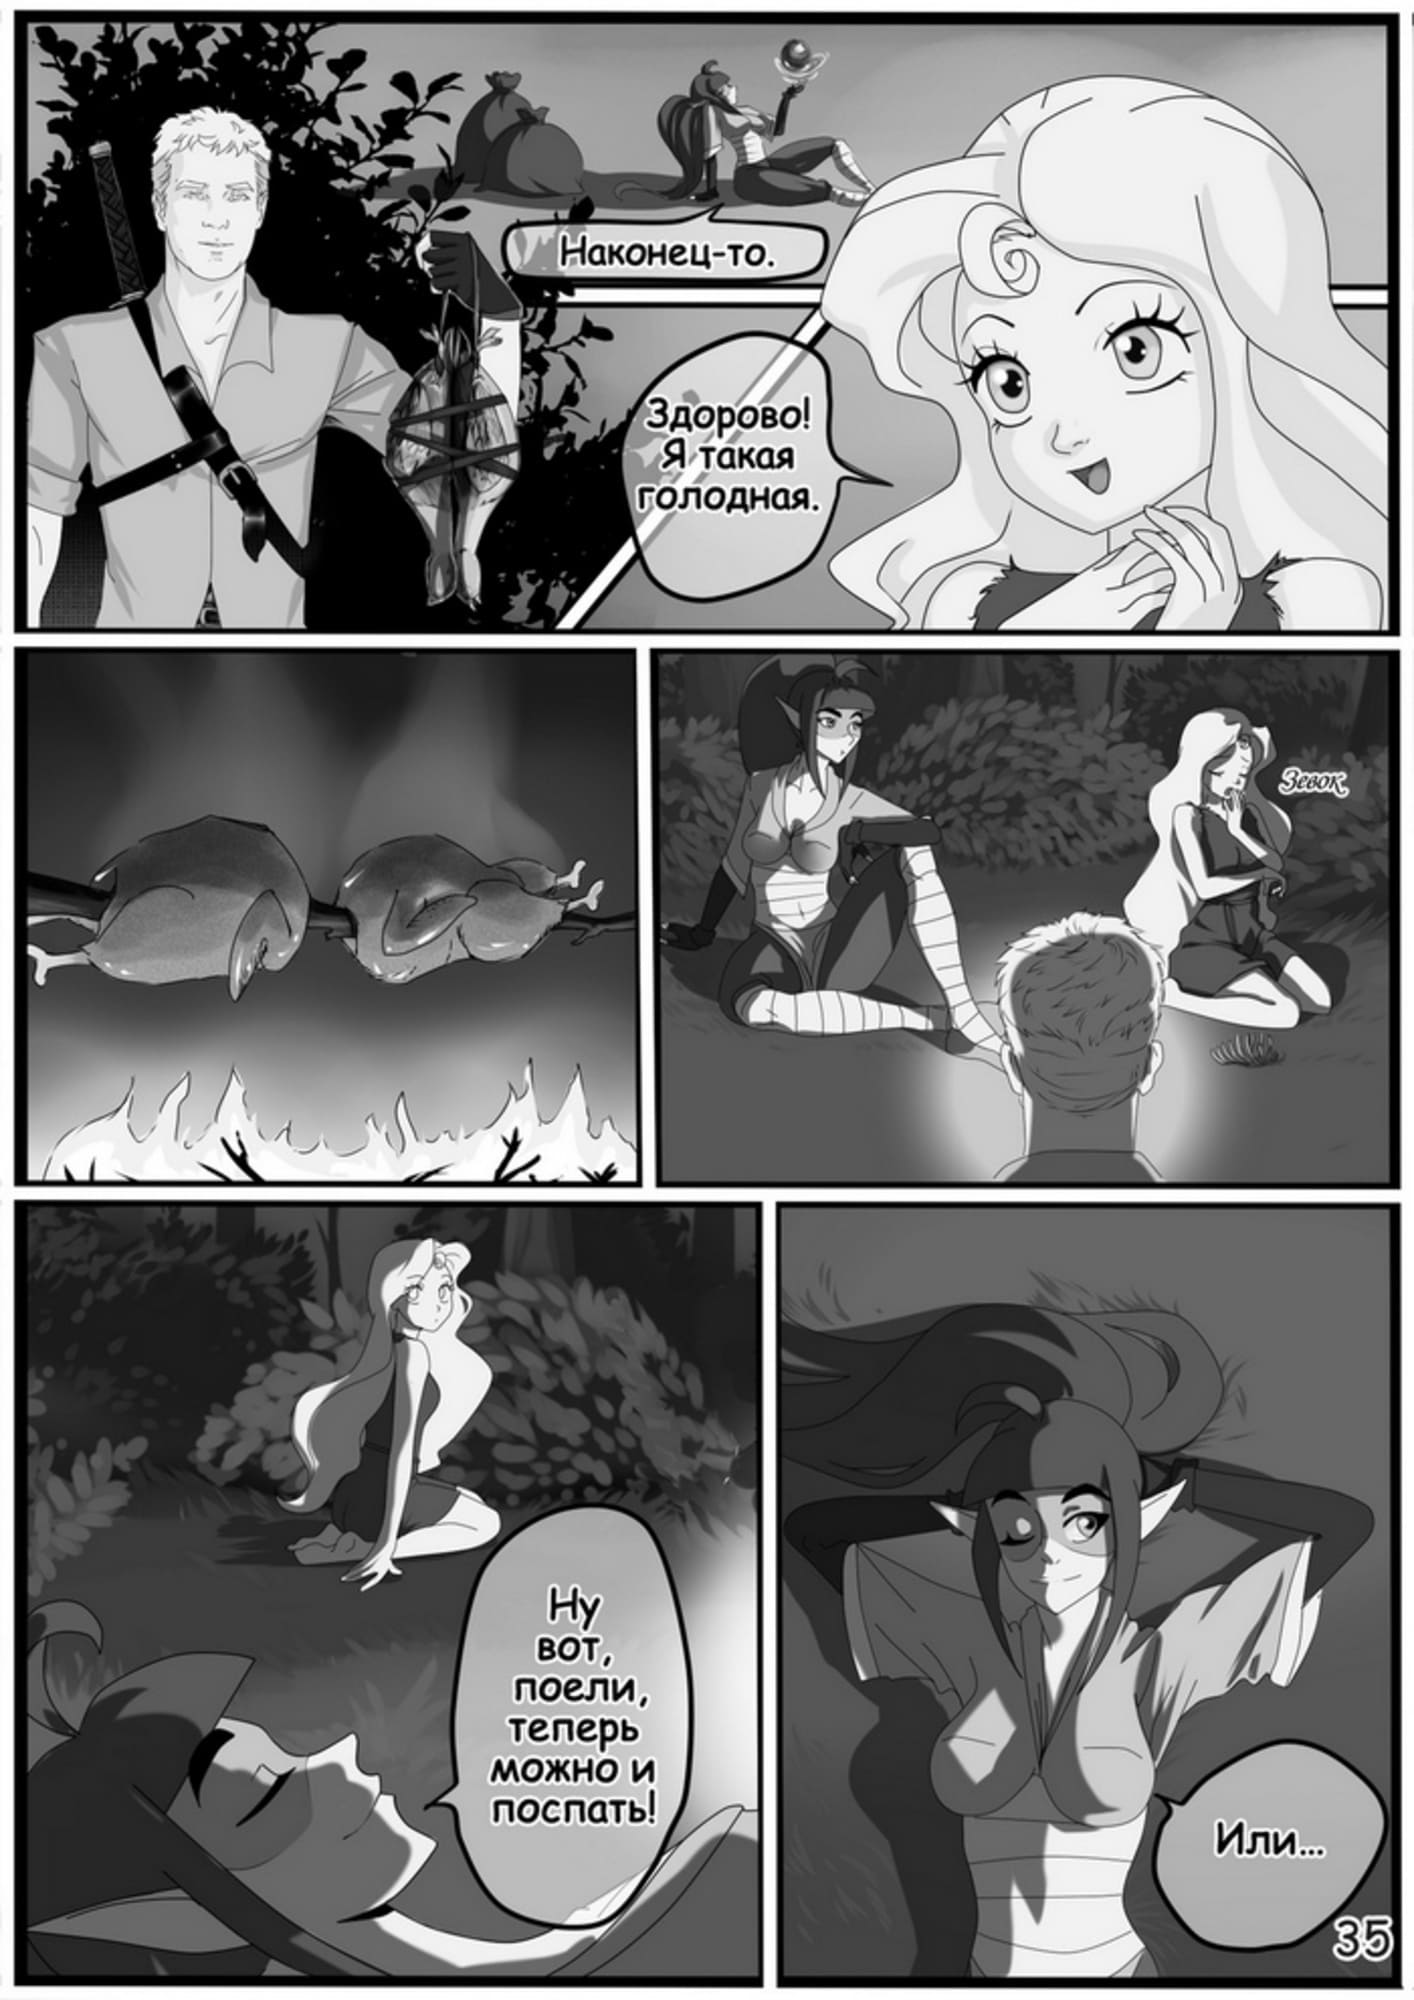 Наконец-то.
Здорово!
Я такая
голодная.
Зевок
Ну
вот,
поели,
теперь
можно и
поспать!
Или...
35